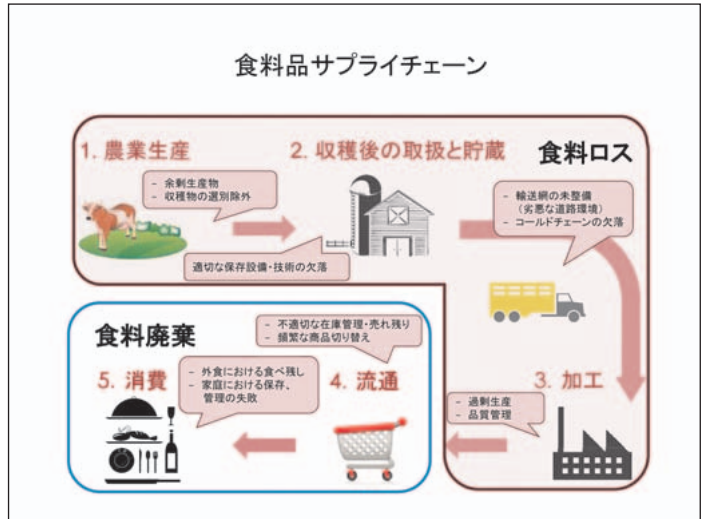 食料品サプライチェーン
1. 農業生産
2. 収穫後の取扱と貯蔵
食料ロス
- 余剰生産物
- 収穫物の選別除外
- 輸送網の未整備
（劣悪な道路環境）
- コールドチェーンの欠落
適切な保存設備・技術の欠落
食料廃棄
- 不適切な在庫管理・売れ残り
- 頻繁な商品切り替え
5. 消費
- 外食における食べ残し
- 家庭における保存、
管理の失敗
4. 流通
3. 加工
- 過剰生産
- 品質管理